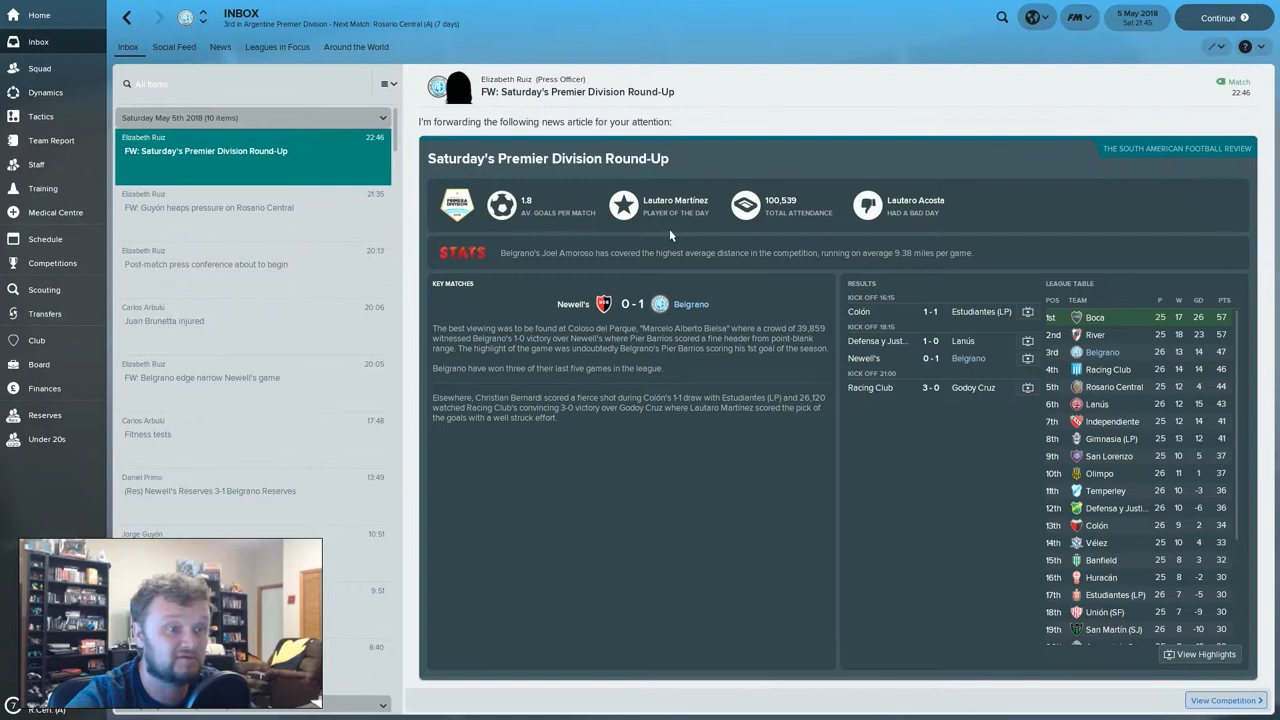 Home
Inbox
Squad
Dynamics
Tactics
Team Report
Staff
Training
Medical Centre
Schedule
Competitions
Scouting
Transfers
Club
Board
Finances
Reserves
Under 20s
INBOX
3rd in Argentine Premier Division - Next Match: Rosario Central (A) (7 days)
FM
5 May 2018
Sat 21:45
Continue
Inbox
Social Feed
News
Leagues in Focus
Around the World
All Items
Saturday May 5th 2018 (10 items)
Elizabeth Ruiz 22:46
FW: Saturday's Premier Division Round-Up
Elizabeth Ruiz 21:35
FW: Guyón heaps pressure on Rosario Central
Elizabeth Ruiz 20:13
Post-match press conference about to begin
Carlos Arbulú 20:06
Juan Brunetta injured
Elizabeth Ruiz 20:05
FW: Belgrano edge narrow Newell's game
Carlos Arbulú 17:48
Fitness tests
Daniel Primo 13:49
(Res) Newell's Reserves 3-1 Belgrano Reserves
Jorge Guyón 10:51
9:51
8:40
R.Cen. (A)
Elizabeth Ruiz (Press Officer)
FW: Saturday's Premier Division Round-Up
Match
22:46
I'm forwarding the following news article for your attention:
Saturday's Premier Division Round-Up
THE SOUTH AMERICAN FOOTBALL REVIEW
1.8
AV. GOALS PER MATCH
Lautaro Martínez
PLAYER OF THE DAY
100,539
TOTAL ATTENDANCE
Lautaro Acosta
HAD A BAD DAY
STATS
Belgrano's Joel Amoroso has covered the highest average distance in the competition, running on average 9.38 miles per game.
KEY MATCHES
Newell's 0 - 1 Belgrano
The best viewing was to be found at Coloso del Parque, "Marcelo Alberto Bielsa" where a crowd of 39,859
witnessed Belgrano's 1-0 victory over Newell's where Pier Barrios scored a fine header from point-blank
range. The highlight of the game was undoubtedly Belgrano's Pier Barrios scoring his 1st goal of the season.
Belgrano have won three of their last five games in the league.
Elsewhere, Christian Bernardi scored a fierce shot during Colón's 1-1 draw with Estudiantes (LP) and 26,120
watched Racing Club's convincing 3-0 victory over Godoy Cruz where Lautaro Martínez scored the pick of
the goals with a well struck effort.
RESULTS
KICK OFF 16:15
Colón 1 - 1 Estudiantes (LP)
KICK OFF 18:15
Defensa y Just... 1 - 0 Lanús
Newell's 0 - 1 Belgrano
KICK OFF 21:00
Racing Club 3 - 0 Godoy Cruz
LEAGUE TABLE
POS TEAM P W GD PTS
1st Boca 25 17 26 57
2nd River 25 18 23 57
3rd Belgrano 26 13 14 47
4th Racing Club 26 14 14 46
5th Rosario Central 25 12 4 44
6th Lanús 26 12 15 43
7th Independiente 25 12 14 41
8th Gimnasia (LP) 25 13 12 41
9th San Lorenzo 25 10 5 37
10th Olimpo 26 11 1 37
11th Temperley 26 10 -3 36
12th Defensa y Justi... 26 10 -6 36
13th Colón 26 9 2 34
14th Vélez 25 10 4 33
15th Banfield 25 8 3 32
16th Huracán 25 8 -2 30
17th Estudiantes (LP) 26 7 -5 30
18th Unión (SF) 25 7 -9 30
19th San Martín (SJ) 26 8 -10 30
View Highlights
View Competition